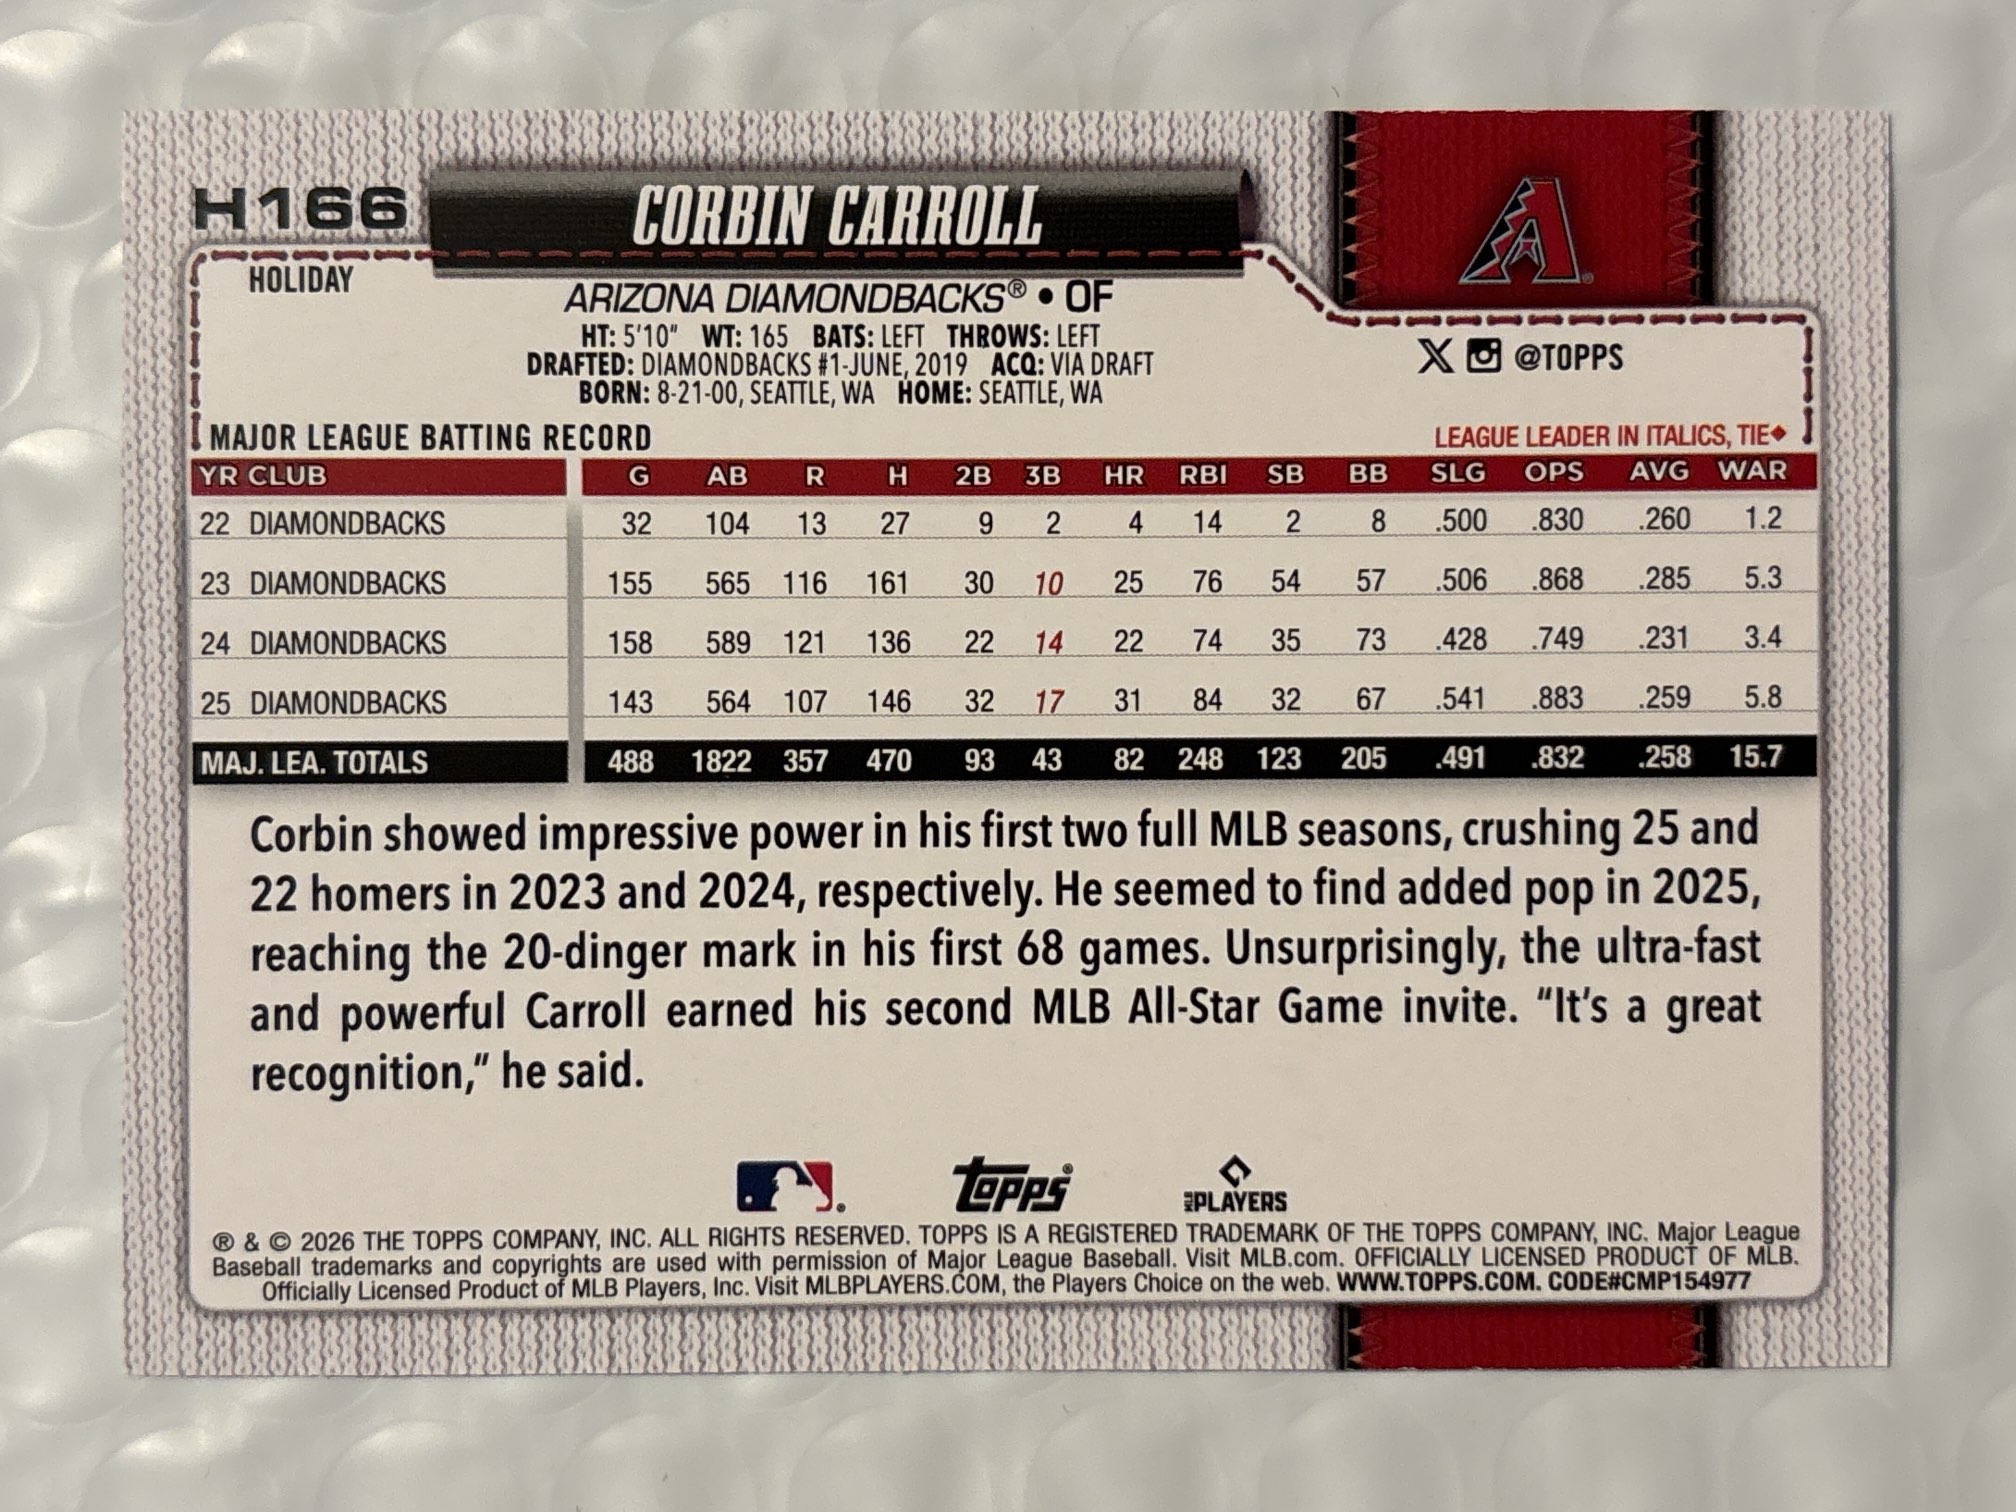 H166 CORBIN CARROLL
HOLIDAY
ARIZONA DIAMONDBACKS® • OF
HT: 5'10" WT: 165 BATS: LEFT THROWS: LEFT
DRAFTED: DIAMONDBACKS #1-JUNE, 2019 ACQ: VIA DRAFT
BORN: 8-21-00, SEATTLE, WA HOME: SEATTLE, WA
X @TOPPS
MAJOR LEAGUE BATTING RECORD LEAGUE LEADER IN ITALICS, TIE♦
YR CLUB G AB R H 2B 3B HR RBI SB BB SLG OPS AVG WAR
22 DIAMONDBACKS 32 104 13 27 9 2 4 14 2 8 .500 .830 .260 1.2
23 DIAMONDBACKS 155 565 116 161 30 10 25 76 54 57 .506 .868 .285 5.3
24 DIAMONDBACKS 158 589 121 136 22 14 22 74 35 73 .428 .749 .231 3.4
25 DIAMONDBACKS 143 564 107 146 32 17 31 84 32 67 .541 .883 .259 5.8
MAJ. LEA. TOTALS 488 1822 357 470 93 43 82 248 123 205 .491 .832 .258 15.7
Corbin showed impressive power in his first two full MLB seasons, crushing 25 and
22 homers in 2023 and 2024, respectively. He seemed to find added pop in 2025,
reaching the 20-dinger mark in his first 68 games. Unsurprisingly, the ultra-fast
and powerful Carroll earned his second MLB All-Star Game invite. "It's a great
recognition," he said.
topps® MLB PLAYERS
® & © 2026 THE TOPPS COMPANY, INC. ALL RIGHTS RESERVED. TOPPS IS A REGISTERED TRADEMARK OF THE TOPPS COMPANY, INC. Major League
Baseball trademarks and copyrights are used with permission of Major League Baseball. Visit MLB.com. OFFICIALLY LICENSED PRODUCT OF MLB.
Officially Licensed Product of MLB Players, Inc. Visit MLBPLAYERS.COM, the Players Choice on the web. WWW.TOPPS.COM. CODE#CMP154977